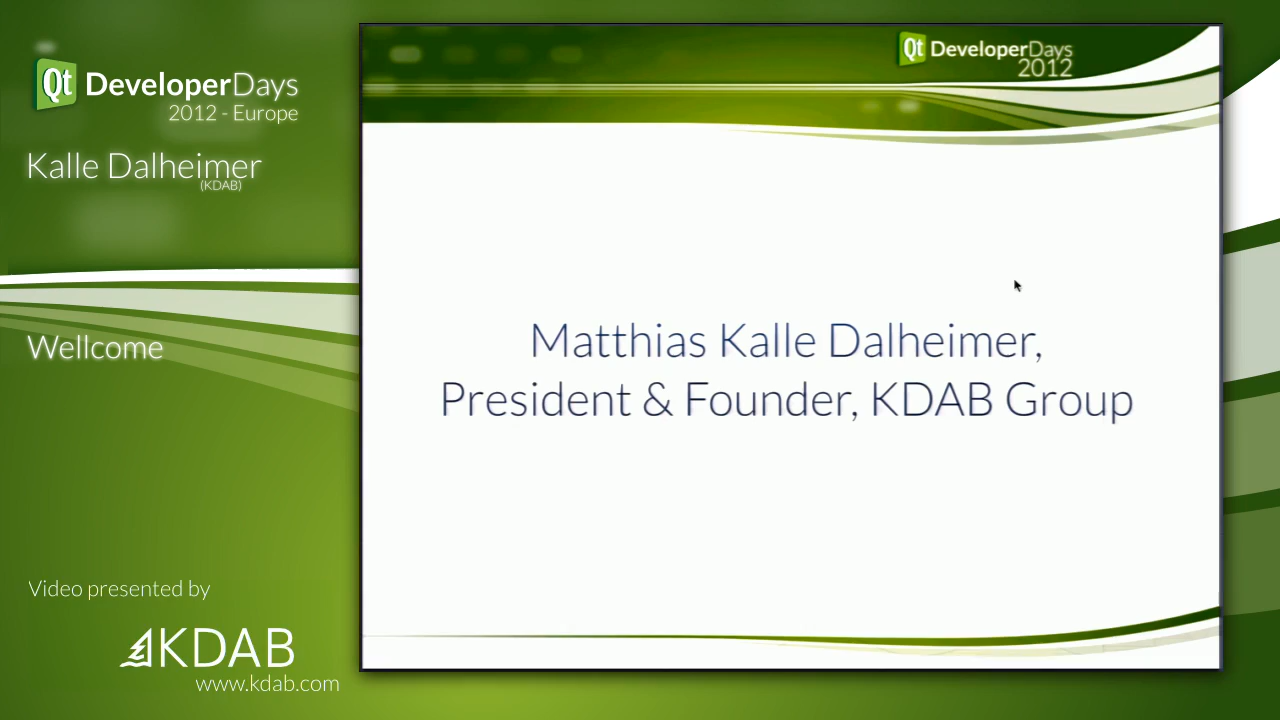 Qt DeveloperDays
2012 - Europe
Kalle Dalheimer
(KDAB)
Wellcome
Video presented by
KDAB
www.kdab.com
Qt DeveloperDays
2012
Matthias Kalle Dalheimer,
President & Founder, KDAB Group